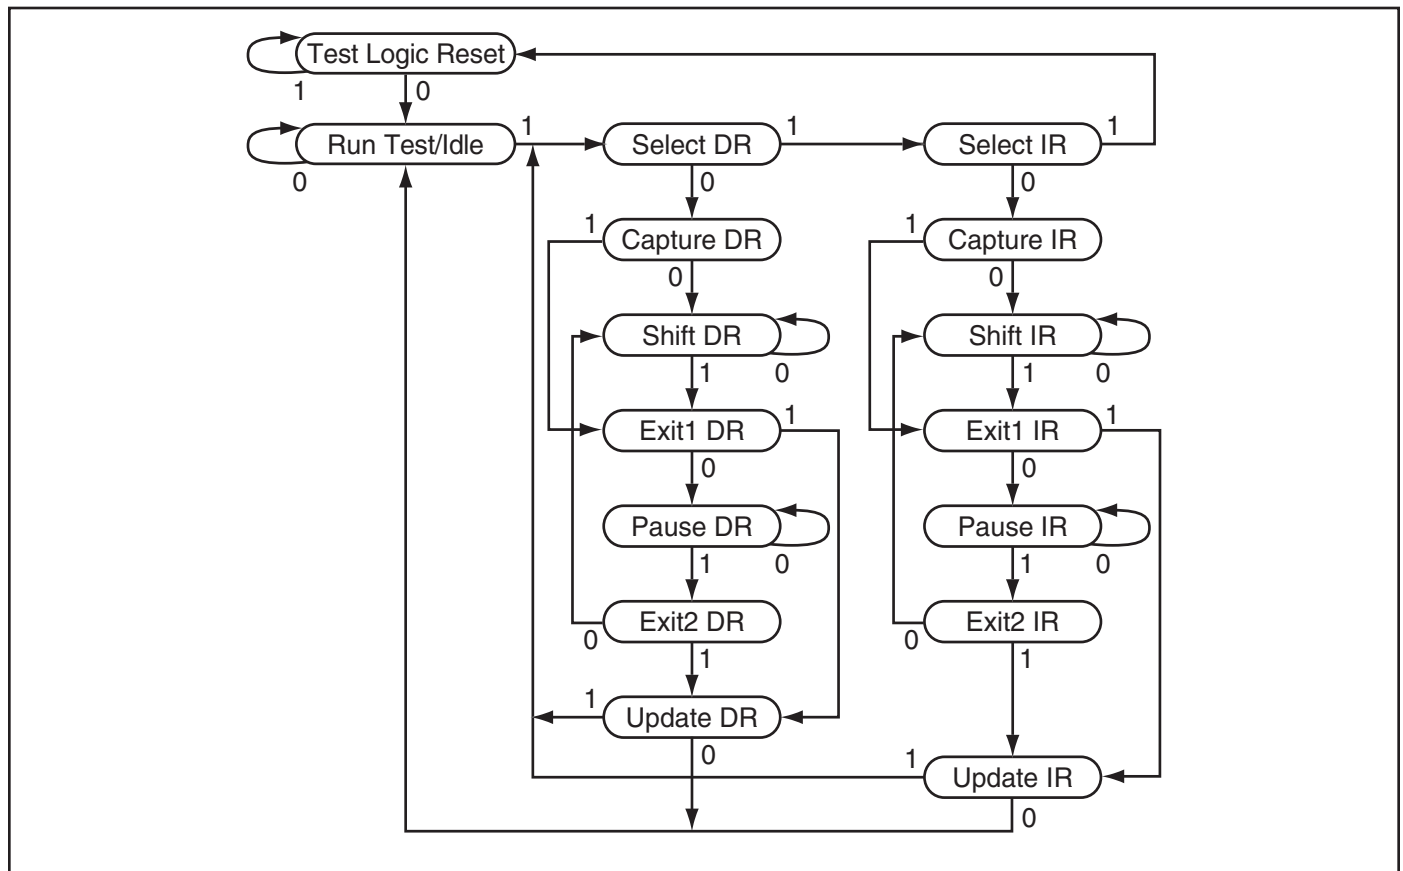 Test Logic Reset
1 0
Run Test/Idle 1 Select DR 1 Select IR 1
0 0 0
1 Capture DR 1 Capture IR
0 0
Shift DR Shift IR
1 0 1 0
Exit1 DR 1 Exit1 IR 1
0 0
Pause DR Pause IR
1 0 1 0
Exit2 DR Exit2 IR
0 1 0 1
1 Update DR
0 1 Update IR
0